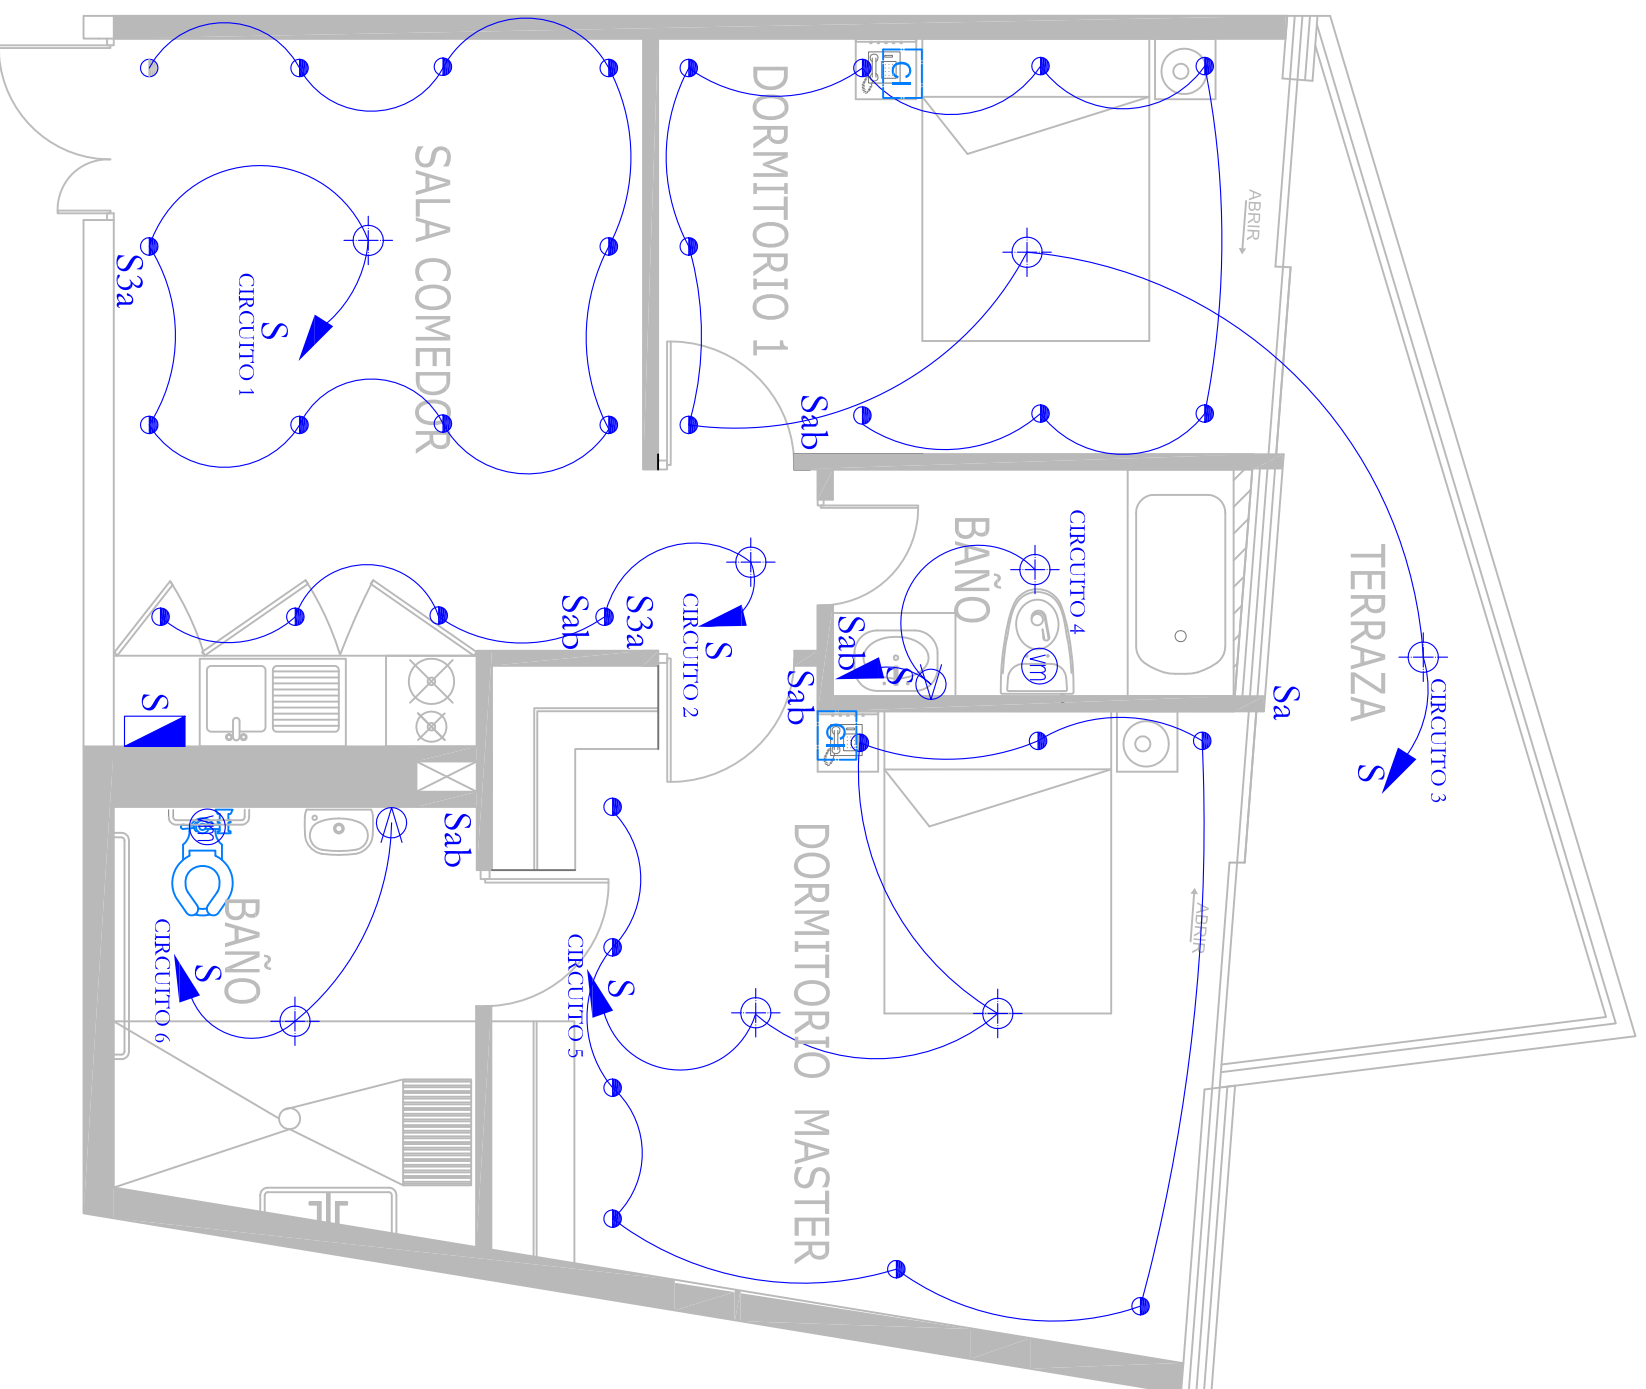 SALA COMEDOR
DORMITORIO 1
CI
ABRIR
TERRAZA
S3a
S
CIRCUITO 1
Sab
BAÑO
CIRCUITO 4
Sab
S3a
CIRCUITO 2
S
Sab
S
Vm
Sab
Sa
CIRCUITO 3
S
S
CI
Sab
BAÑO
CIRCUITO 6
S
CIRCUITO 5
S
DORMITORIO MASTER
ABRIR